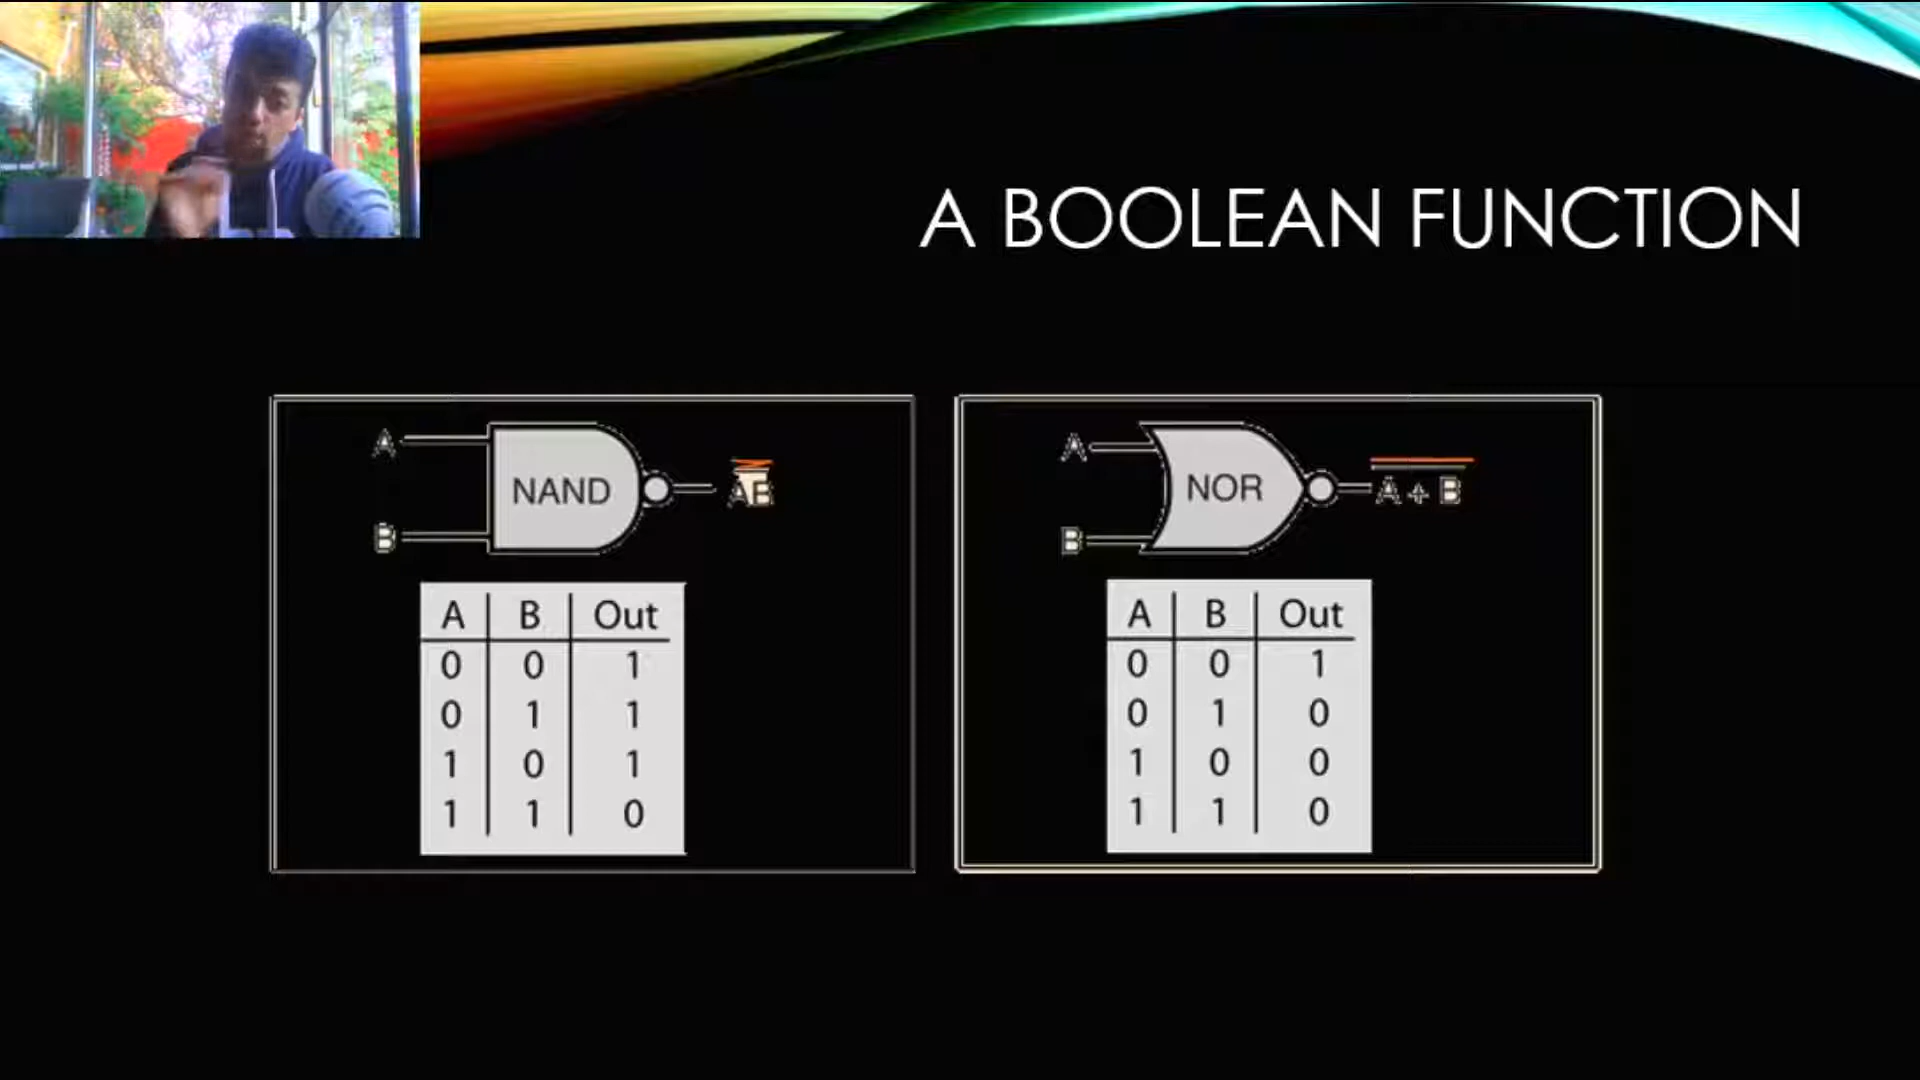 A BOOLEAN FUNCTION
A
B
NAND
AB
A B Out
0 0 1
0 1 1
1 0 1
1 1 0
A
B
NOR
A + B
A B Out
0 0 1
0 1 0
1 0 0
1 1 0